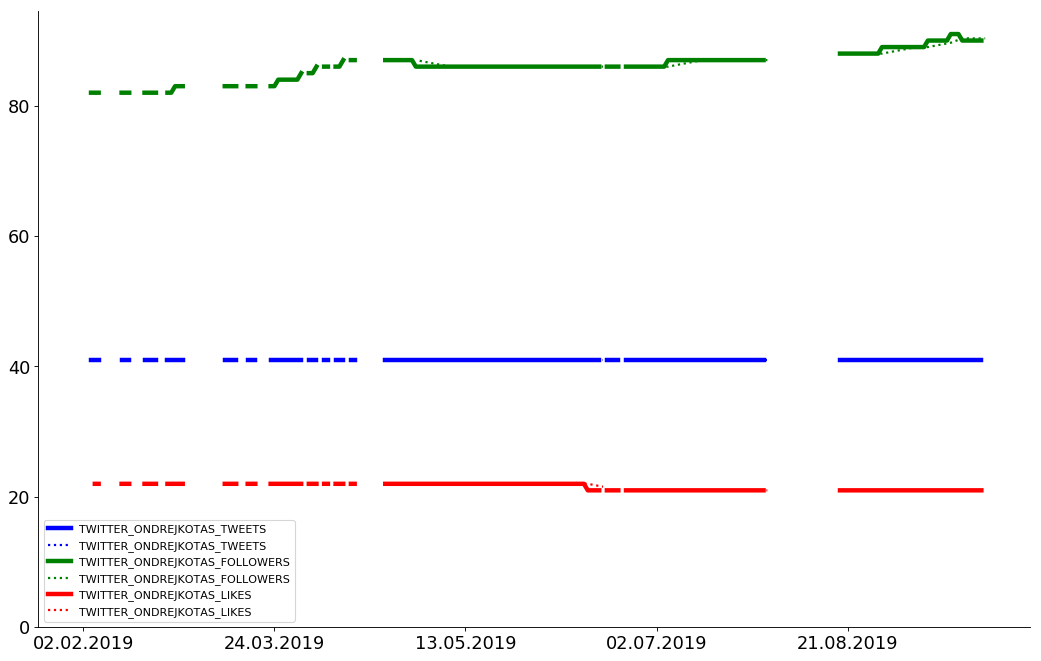 80
60
40
20
0
TWITTER_ONDREJKOTAS_TWEETS
TWITTER_ONDREJKOTAS_TWEETS
TWITTER_ONDREJKOTAS_FOLLOWERS
TWITTER_ONDREJKOTAS_FOLLOWERS
TWITTER_ONDREJKOTAS_LIKES
TWITTER_ONDREJKOTAS_LIKES
02.02.2019 24.03.2019 13.05.2019 02.07.2019 21.08.2019